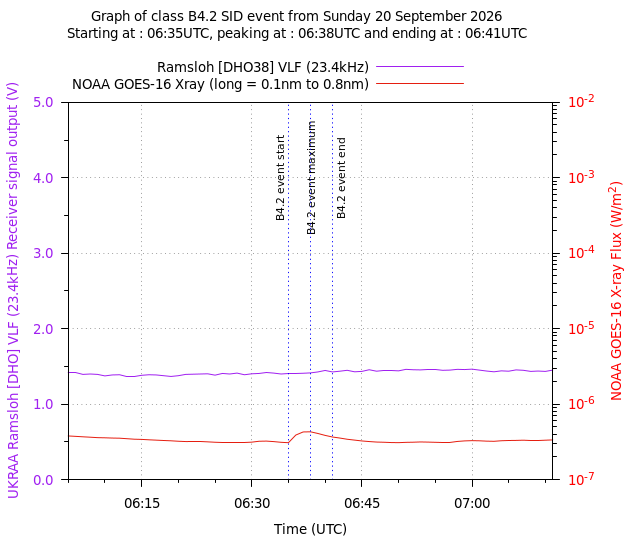 Graph of class B4.2 SID event from Sunday 20 September 2026
Starting at : 06:35UTC, peaking at : 06:38UTC and ending at : 06:41UTC
Ramsloh [DHO38] VLF (23.4kHz)
NOAA GOES-16 Xray (long = 0.1nm to 0.8nm)
UKRAA Ramsloh [DHO] VLF (23.4kHz) Receiver signal output (V)
5.0
4.0
3.0
2.0
1.0
0.0
B4.2 event start
B4.2 event maximum
B4.2 event end
10⁻²
10⁻³
10⁻⁴
10⁻⁵
10⁻⁶
10⁻⁷
NOAA GOES-16 X-ray Flux (W/m²)
06:15 06:30 06:45 07:00
Time (UTC)